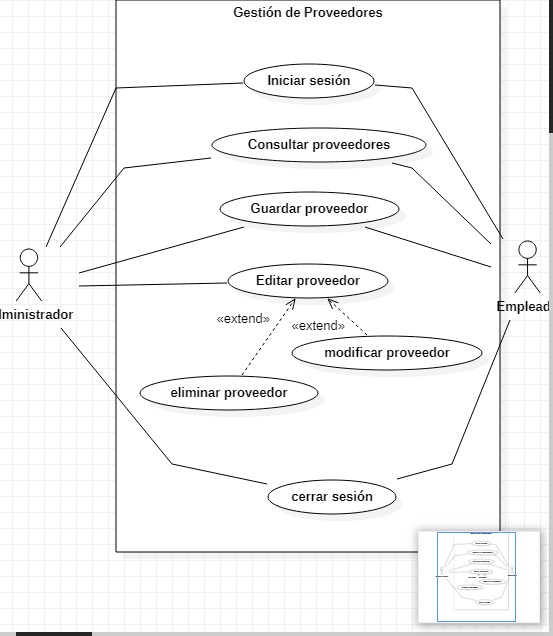 Gestión de Proveedores
Iniciar sesión
Consultar proveedores
Guardar proveedor
Editar proveedor
ministrador
Emplead
«extend»
«extend»
modificar proveedor
eliminar proveedor
cerrar sesión